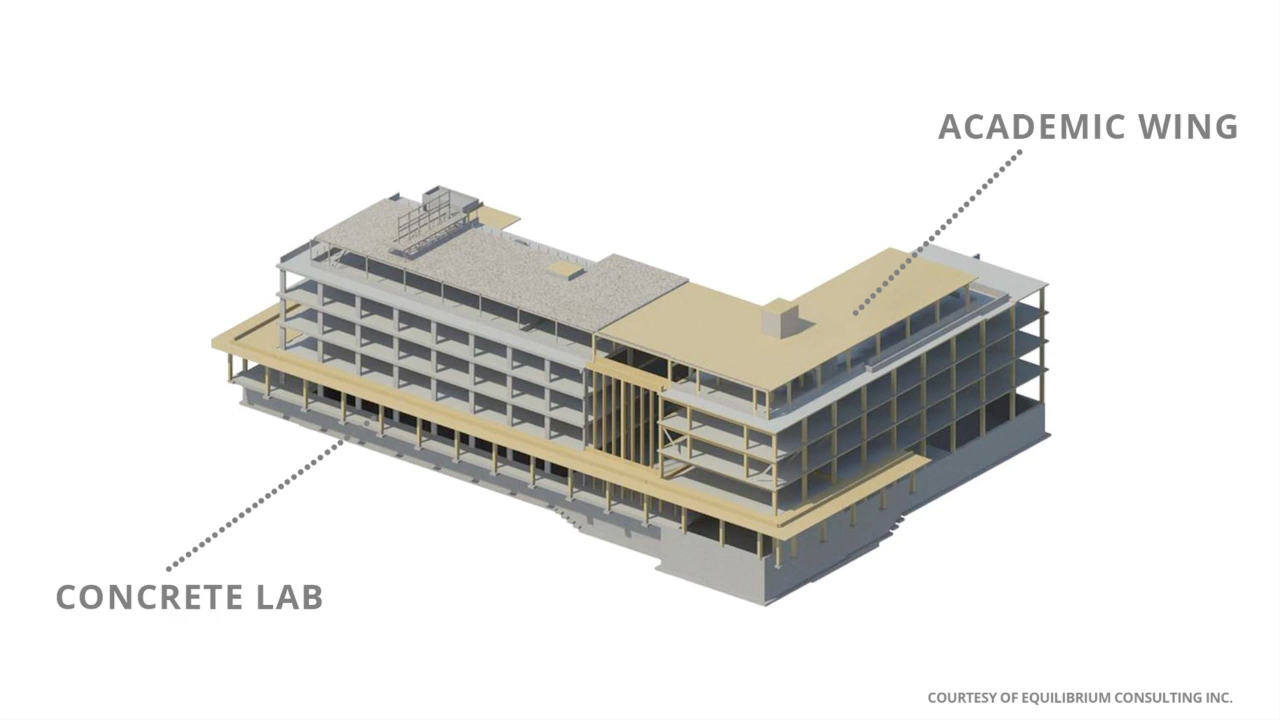 ACADEMIC WING
CONCRETE LAB
COURTESY OF EQUILIBRIUM CONSULTING INC.